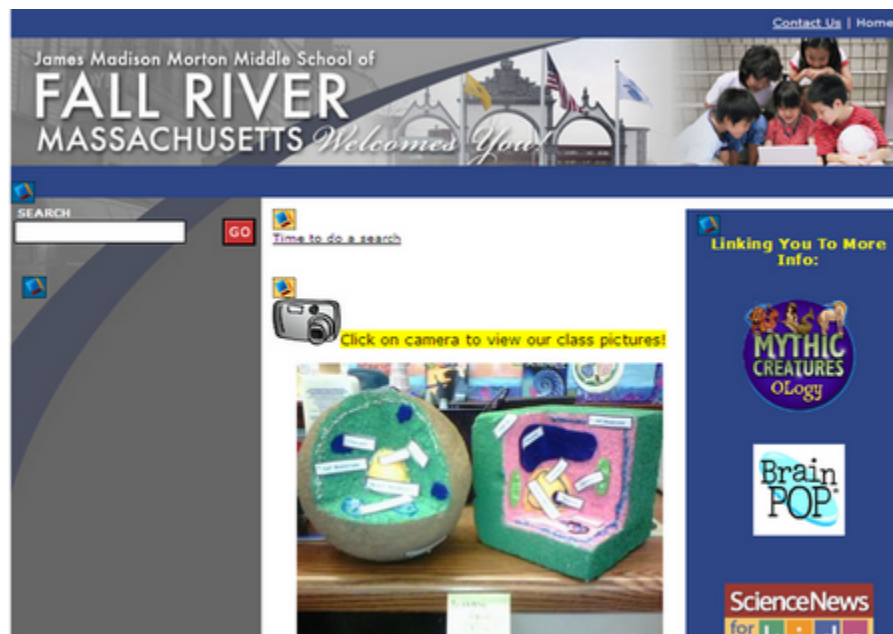 Contact Us | Home
James Madison Morton Middle School of
FALL RIVER
MASSACHUSETTS Welcomes You!
SEARCH
GO
Time to do a search
Click on camera to view our class pictures!
Linking You To More
Info:
MYTHIC
CREATURES
OLogy
Brain
POP
ScienceNews
for